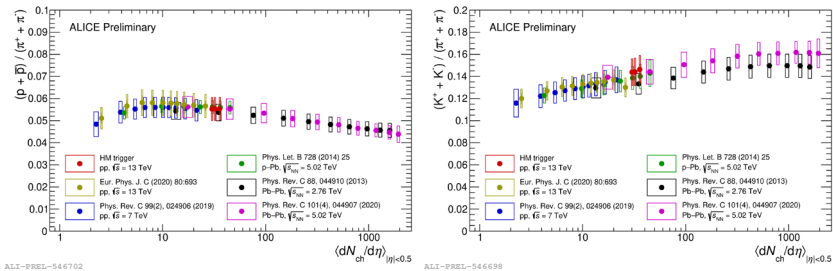 ALICE Preliminary
(p + p̅) / (π⁺ + π⁻)
0.1
0.09
0.08
0.07
0.06
0.05
0.04
0.03
0.02
0.01
0
HM trigger
pp, √s = 13 TeV
Eur. Phys. J. C (2020) 80:693
pp, √s = 13 TeV
Phys. Rev. C 99(2), 024906 (2019)
pp, √s = 7 TeV
Phys. Let. B 728 (2014) 25
p–Pb, √sNN = 5.02 TeV
Phys. Rev. C 88, 044910 (2013)
Pb–Pb, √sNN = 2.76 TeV
Phys. Rev. C 101(4), 044907 (2020)
Pb–Pb, √sNN = 5.02 TeV
1 10 100 1000
⟨dNch/dη⟩|η|<0.5
ALI-PREL-546702
ALICE Preliminary
(K⁺ + K⁻) / (π⁺ + π⁻)
0.2
0.18
0.16
0.14
0.12
0.1
0.08
0.06
0.04
0.02
0
HM trigger
pp, √s = 13 TeV
Eur. Phys. J. C (2020) 80:693
pp, √s = 13 TeV
Phys. Rev. C 99(2), 024906 (2019)
pp, √s = 7 TeV
Phys. Let. B 728 (2014) 25
p–Pb, √sNN = 5.02 TeV
Phys. Rev. C 88, 044910 (2013)
Pb–Pb, √sNN = 2.76 TeV
Phys. Rev. C 101(4), 044907 (2020)
Pb–Pb, √sNN = 5.02 TeV
1 10 100 1000
⟨dNch/dη⟩|η|<0.5
ALI-PREL-546698